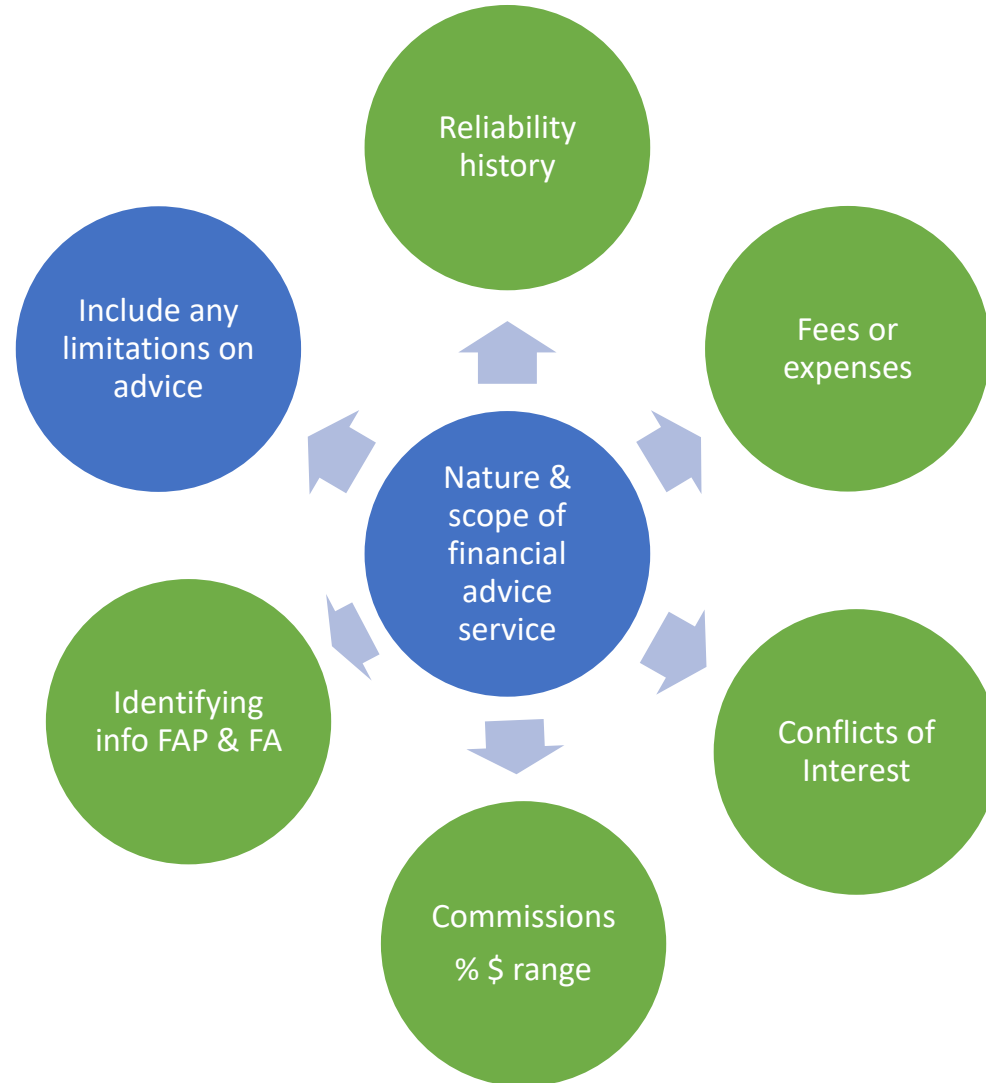 Reliability
history
Include any
limitations on
advice
Fees or
expenses
Nature &
scope of
financial
advice
service
Identifying
info FAP & FA
Conflicts of
Interest
Commissions
% $ range